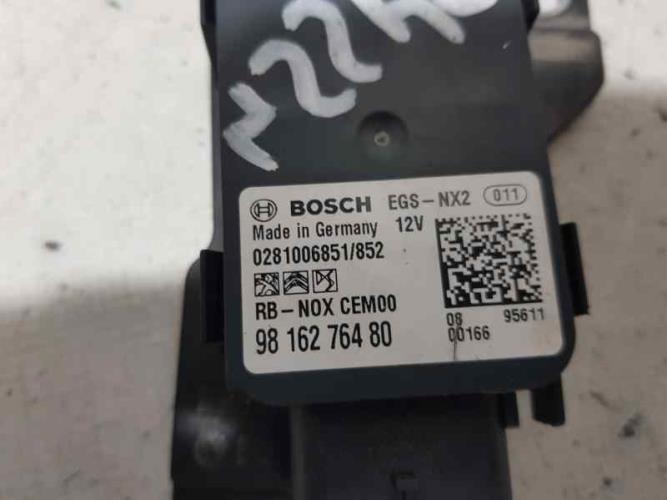 BOSCH EGS-NX2 011
Made in Germany 12V
0281006851/852
RB-NOX CEM00
98 162 764 80
08 95611
00166